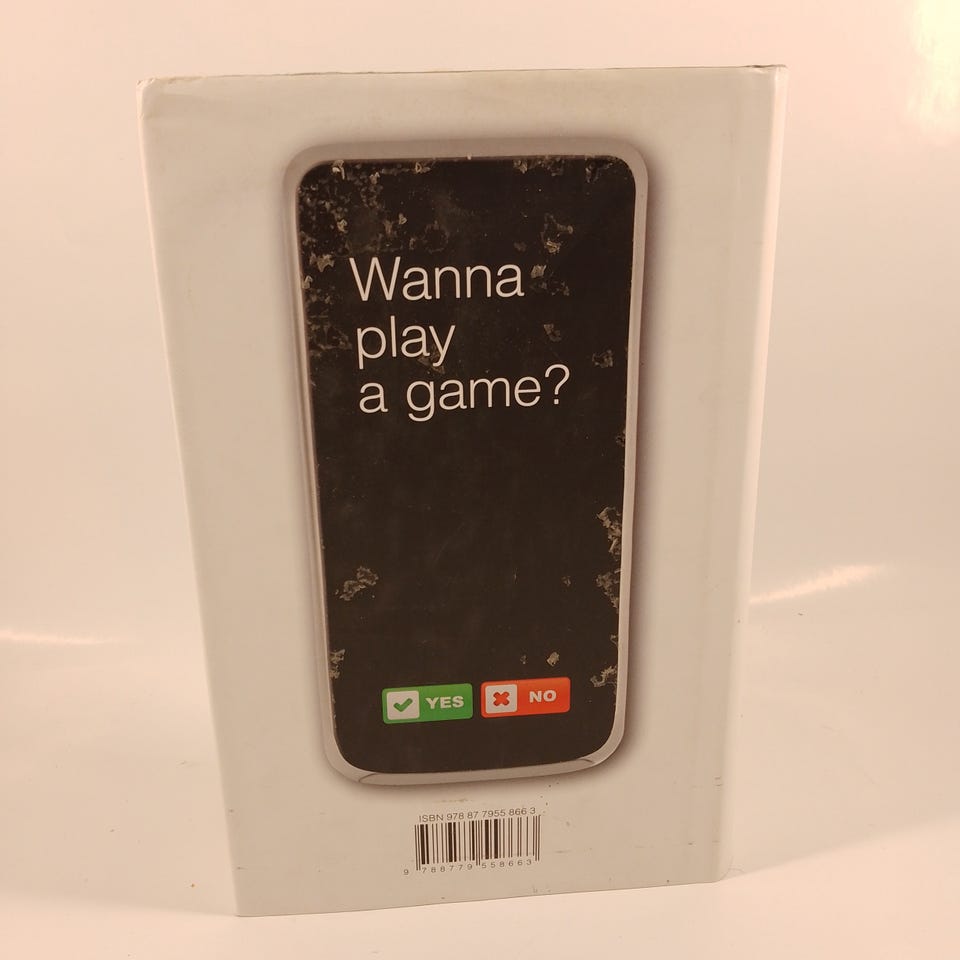 Wanna
play
a game?
YES NO
ISBN 978 87 7955 866 3
9 788779 558663